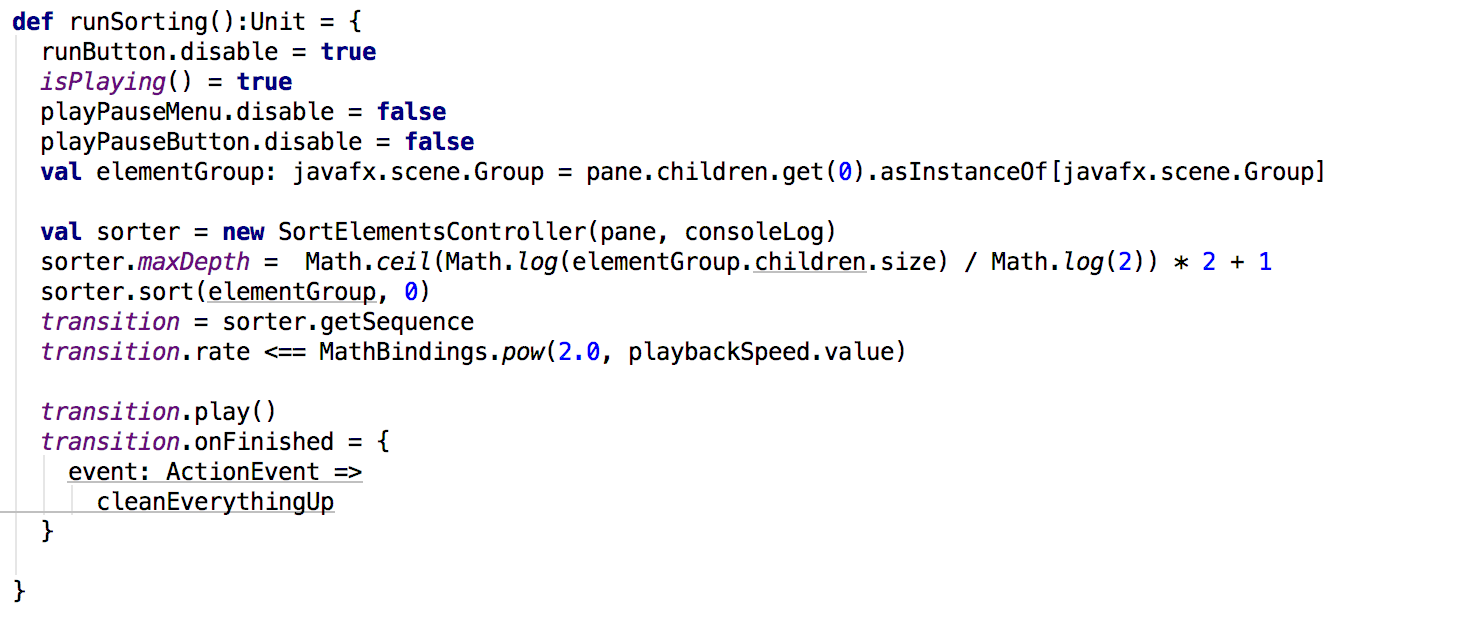 def runSorting():Unit = {
  runButton.disable = true
  isPlaying() = true
  playPauseMenu.disable = false
  playPauseButton.disable = false
  val elementGroup: javafx.scene.Group = pane.children.get(0).asInstanceOf[javafx.scene.Group]

  val sorter = new SortElementsController(pane, consoleLog)
  sorter.maxDepth =  Math.ceil(Math.log(elementGroup.children.size) / Math.log(2)) * 2 + 1
  sorter.sort(elementGroup, 0)
  transition = sorter.getSequence
  transition.rate <== MathBindings.pow(2.0, playbackSpeed.value)

  transition.play()
  transition.onFinished = {
    event: ActionEvent =>
      cleanEverythingUp
  }

}